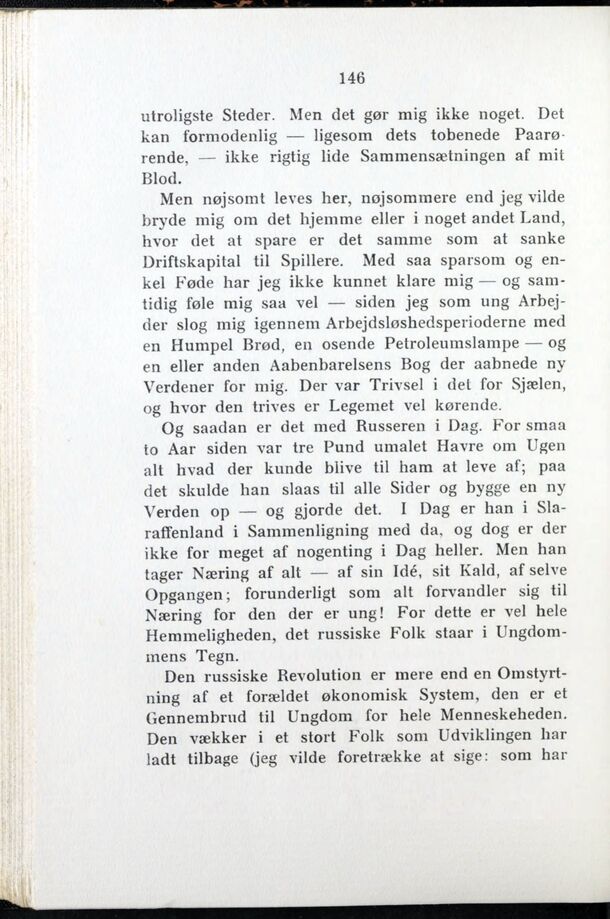 146
utroligste Steder. Men det gør mig ikke noget. Det
kan formodenlig — ligesom dets tobenede Paarø-
rende, — ikke rigtig lide Sammensætningen af mit
Blod.
Men nøjsomt leves her, nøjsommere end jeg vilde
bryde mig om det hjemme eller i noget andet Land,
hvor det at spare er det samme som at sanke
Driftskapital til Spillere. Med saa sparsom og en-
kel Føde har jeg ikke kunnet klare mig — og sam-
tidig føle mig saa vel — siden jeg som ung Arbej-
der slog mig igennem Arbejdsløshedsperioderne med
en Humpel Brød, en osende Petroleumslampe — og
en eller anden Aabenbarelsens Bog der aabnede ny
Verdener for mig. Der var Trivsel i det for Sjælen,
og hvor den trives er Legemet vel kørende.
Og saadan er det med Russeren i Dag. For smaa
to Aar siden var tre Pund umalet Havre om Ugen
alt hvad der kunde blive til ham at leve af; paa
det skulde han slaas til alle Sider og bygge en ny
Verden op — og gjorde det. I Dag er han i Sla-
raffenland i Sammenligning med da, og dog er der
ikke for meget af nogenting i Dag heller. Men han
tager Næring af alt — af sin Idé, sit Kald, af selve
Opgangen; forunderligt som alt forvandler sig til
Næring for den der er ung! For dette er vel hele
Hemmeligheden, det russiske Folk staar i Ungdom-
mens Tegn.
Den russiske Revolution er mere end en Omstyrt-
ning af et forældet økonomisk System, den er et
Gennembrud til Ungdom for hele Menneskeheden.
Den vækker i et stort Folk som Udviklingen har
ladt tilbage (jeg vilde foretrække at sige: som har